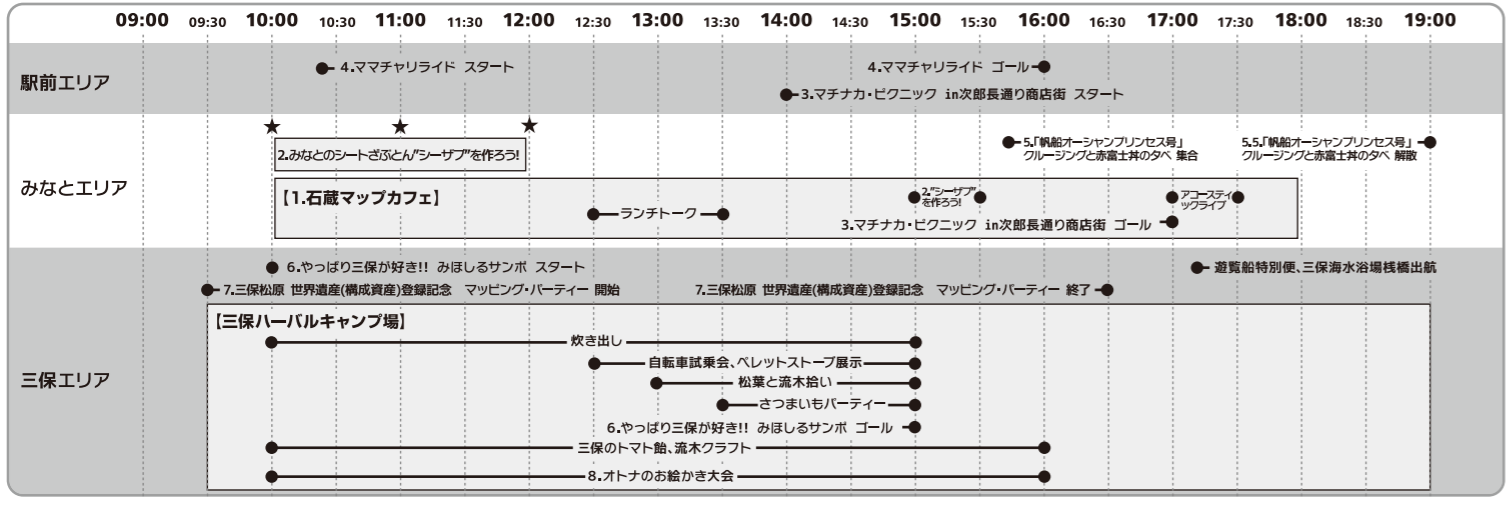 09:00 09:30 10:00 10:30 11:00 11:30 12:00 12:30 13:00 13:30 14:00 14:30 15:00 15:30 16:00 16:30 17:00 17:30 18:00 18:30 19:00
駅前エリア
4.ママチャリライド スタート
4.ママチャリライド ゴール
3.マチナカ・ピクニック in次郎長通り商店街 スタート
みなとエリア
★ ★ ★
2.みなとのシートざぶとん"シーザブ"を作ろう!
5.「帆船オーシャンプリンセス号」
クルージングと赤富士丼の夕べ 集合
5.5.「帆船オーシャンプリンセス号」
クルージングと赤富士丼の夕べ 解散
【1.石蔵マップカフェ】
ランチトーク
2."シーザブ"
を作ろう!
アコースティ
ックライブ
3.マチナカ・ピクニック in次郎長通り商店街 ゴール
三保エリア
6.やっぱり三保が好き!! みほしるサンポ スタート
遊覧船特別便、三保海水浴場桟橋出航
7.三保松原 世界遺産(構成資産)登録記念 マッピング・パーティー 開始
7.三保松原 世界遺産(構成資産)登録記念 マッピング・パーティー 終了
【三保ハーバルキャンプ場】
炊き出し
自転車試乗会、ペレットストーブ展示
松葉と流木拾い
さつまいもパーティー
6.やっぱり三保が好き!! みほしるサンポ ゴール
三保のトマト飴、流木クラフト
8.オトナのお絵かき大会